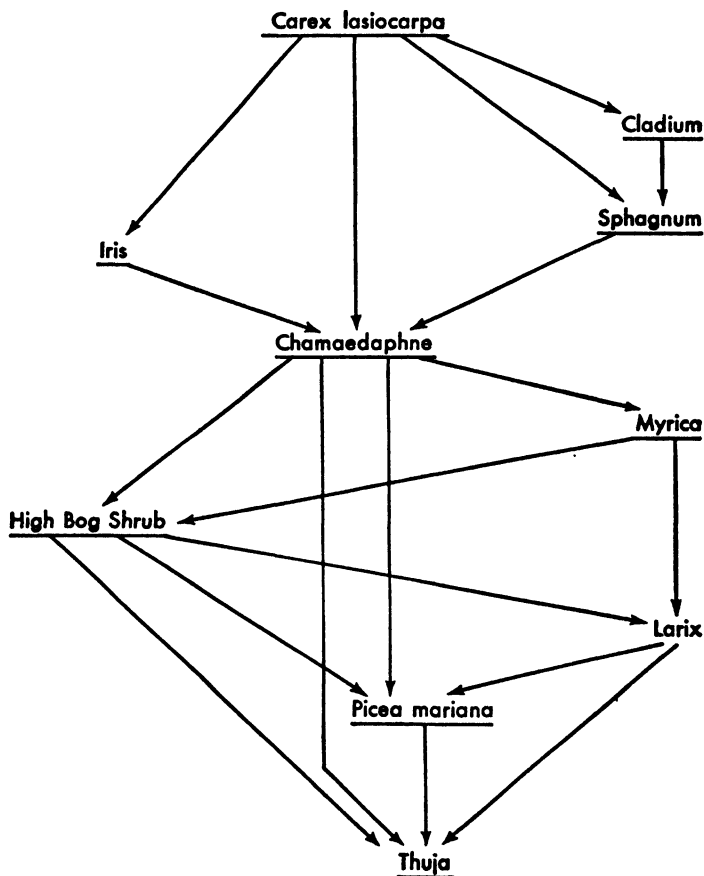 Carex lasiocarpa
Cladium
Sphagnum
Iris
Chamaedaphne
Myrica
High Bog Shrub
Larix
Picea mariana
Thuja